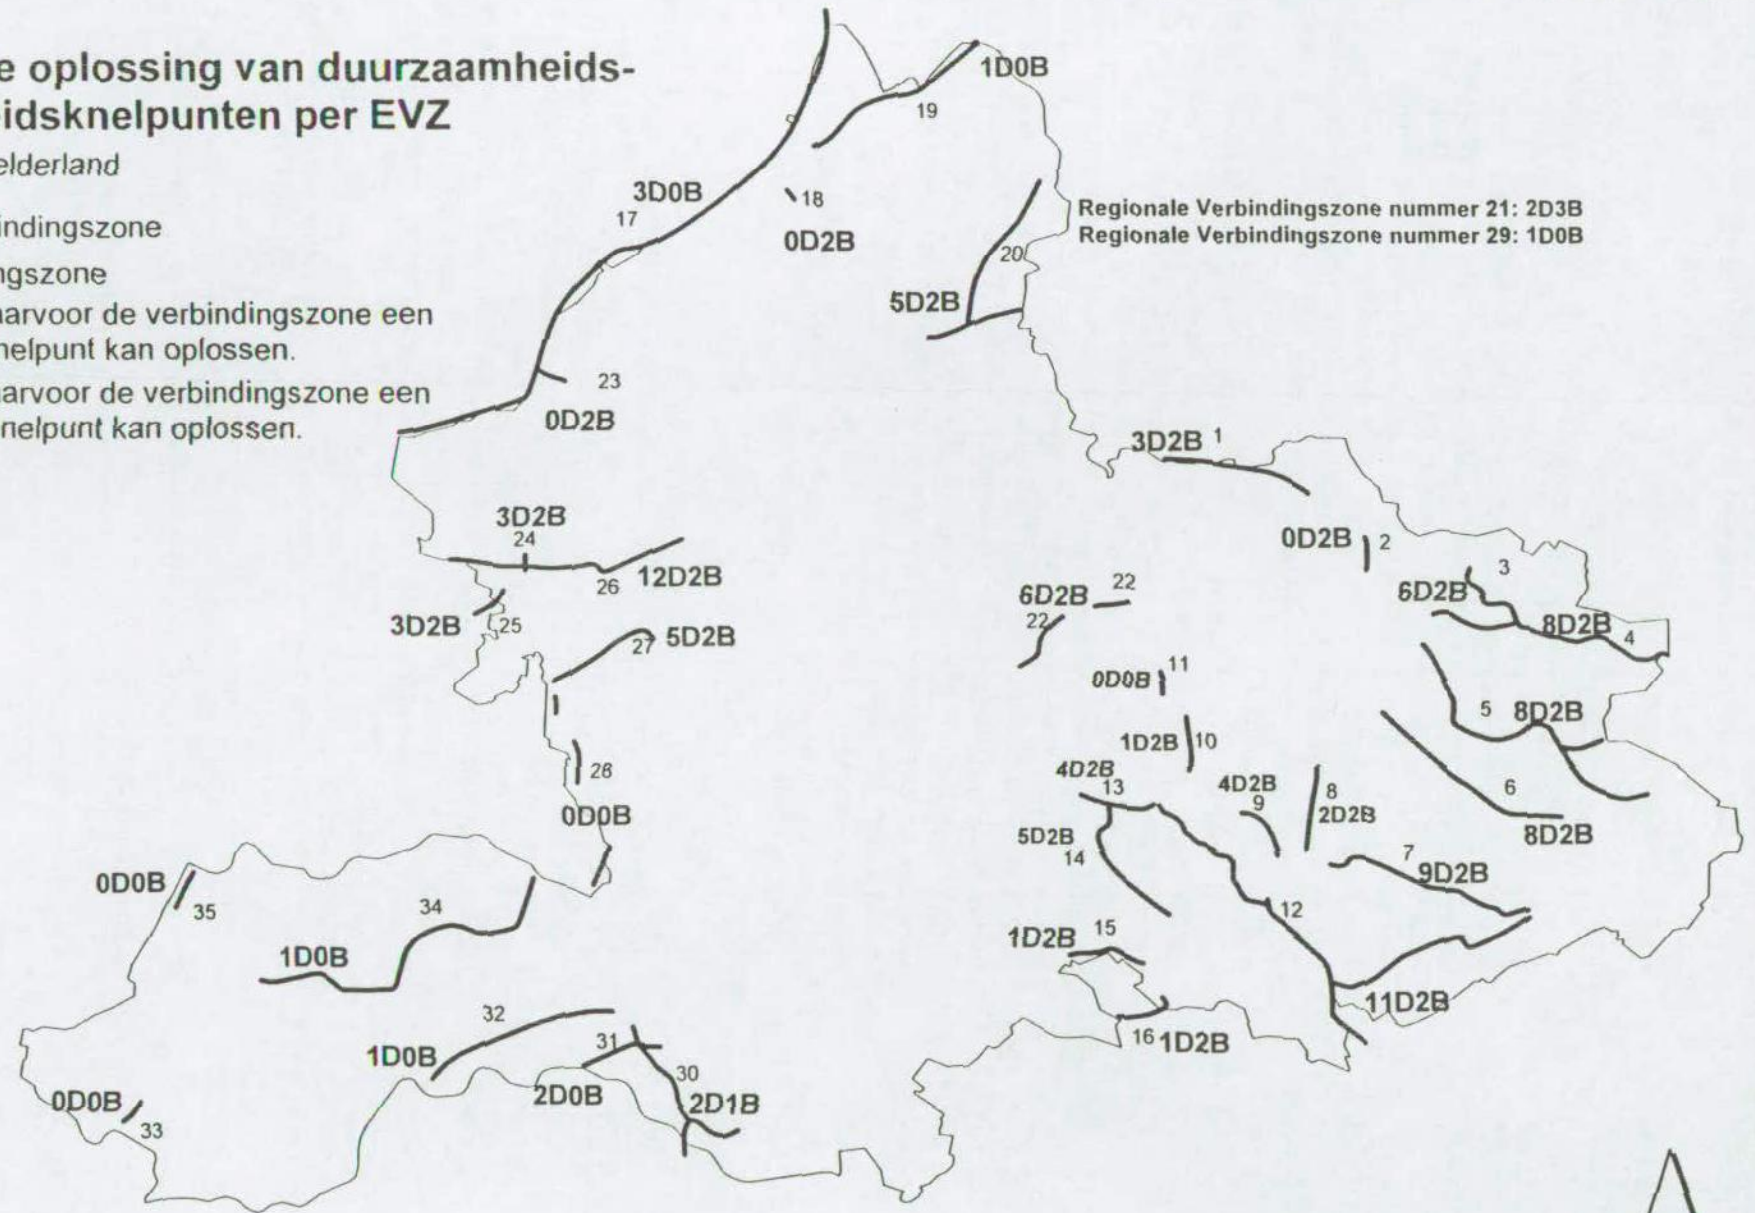 e oplossing van duurzaamheids-
idsknelpunten per EVZ
elderland
indingszone
ngszone
aarvoor de verbindingszone een
nelpunt kan oplossen.
aarvoor de verbindingszone een
nelpunt kan oplossen.
1D0B
19
3D0B
17
18
0D2B
Regionale Verbindingszone nummer 21: 2D3B
Regionale Verbindingszone nummer 29: 1D0B
20
5D2B
23
0D2B
3D2B 1
3D2B
24
0D2B 2
3
26 12D2B
6D2B 22
6D2B
22
3D2B 25
8D2B 4
27 5D2B
0D0B 11
5 8D2B
1D2B 10
28
4D2B
13
4D2B
9
8
2D2B
6
8D2B
0D0B
5D2B
14
7
9D2B
0D0B
35
34
12
1D2B 15
1D0B
11D2B
32
16 1D2B
1D0B
31
30
2D0B
2D1B
0D0B
33